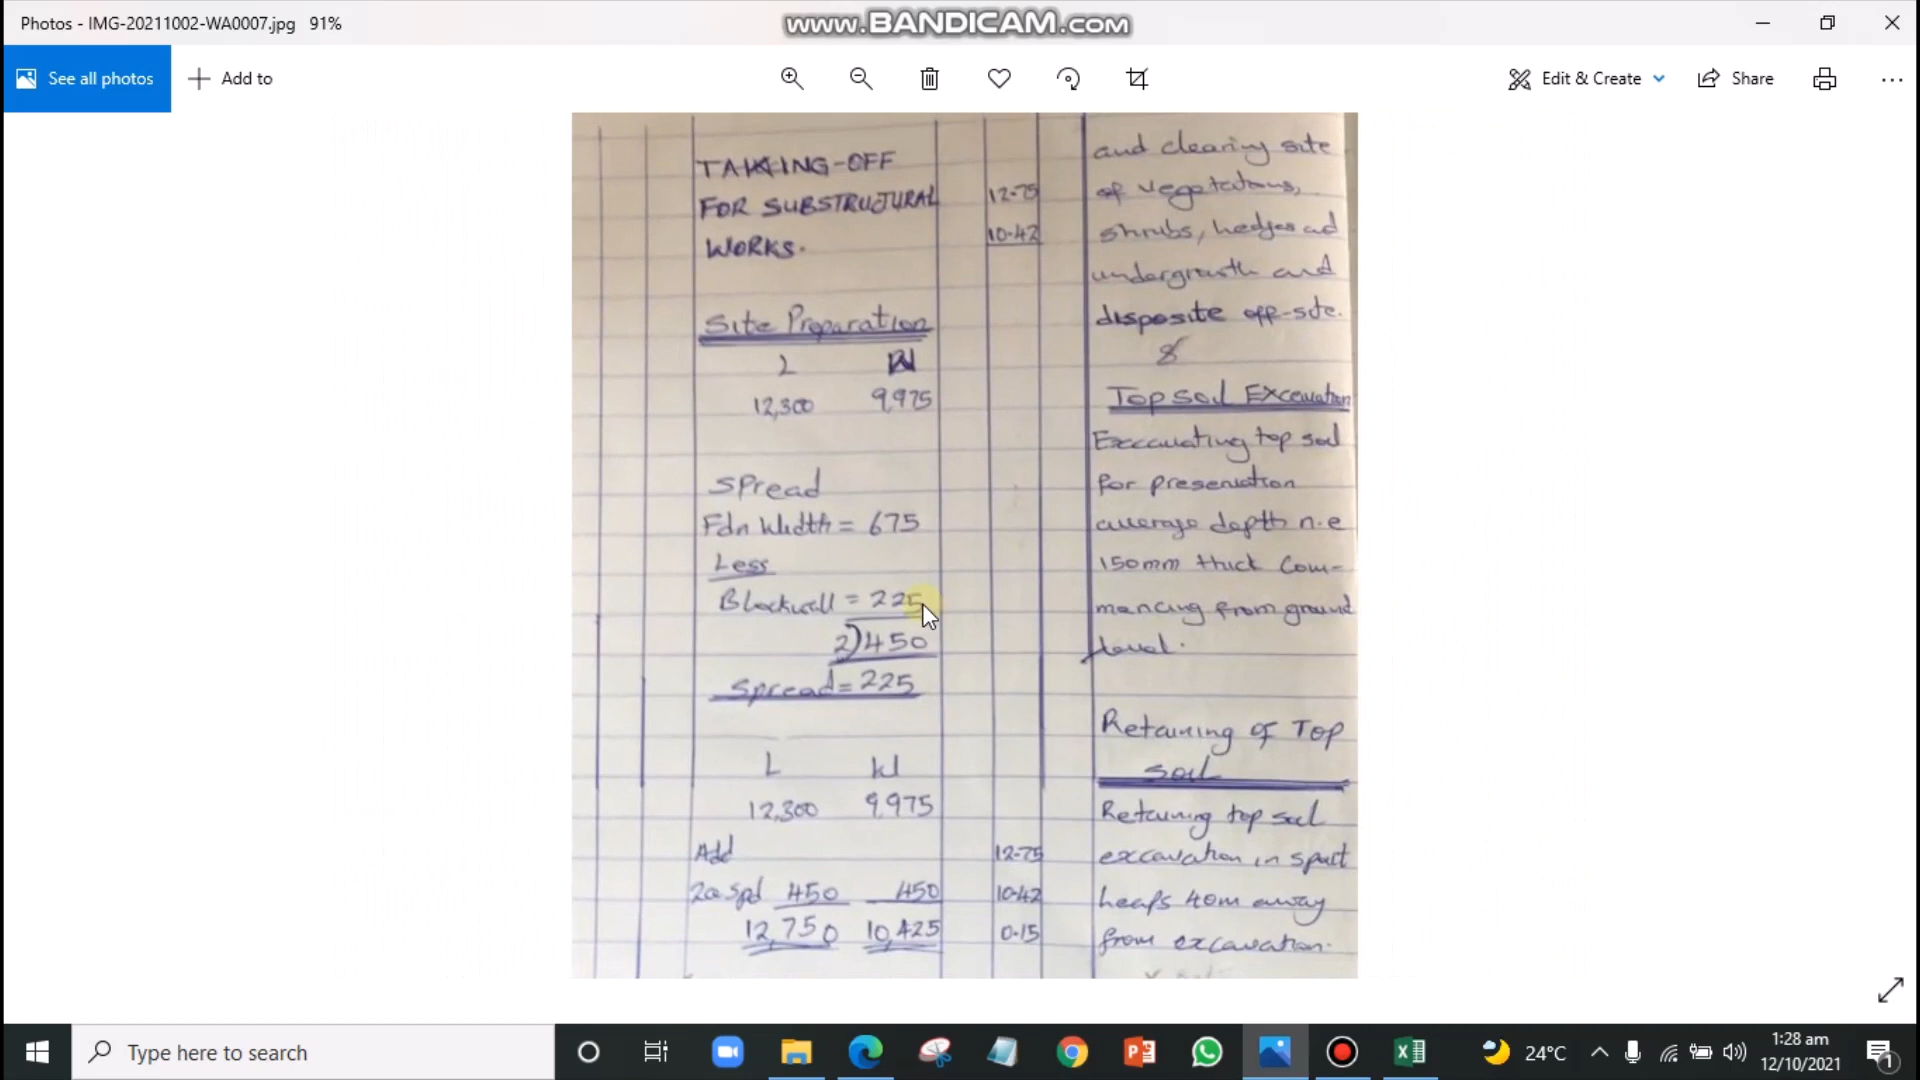 Photos - IMG-20211002-WA0007.jpg 91%
www.BANDICAM.com
See all photos
Add to
Edit & Create
Share
TAKING-OFF
FOR SUBSTRUCTURAL
WORKS.
Site Preparation
L W
12,300 9,975
Spread
Fdn Width = 675
Less
Blockwall = 225
2)450
Spread = 225
L W
12,300 9,975
Add
2a Spd 450 450
12,750 10,425
12.75
10.42
12.75
10.42
0.15
and clearing site
of vegetations,
shrubs, hedges ad
undergrowth and
disposite off-site.
&
Top soil Excavation
Excavating top soil
for preservation
average depth n.e
150mm thick Com-
mencing from ground
level.
Retaining of Top
soil
Retaining top soil
excavation in spoil
heaps 40m away
from excavation.
Type here to search
24°C
1:28 am
12/10/2021
1